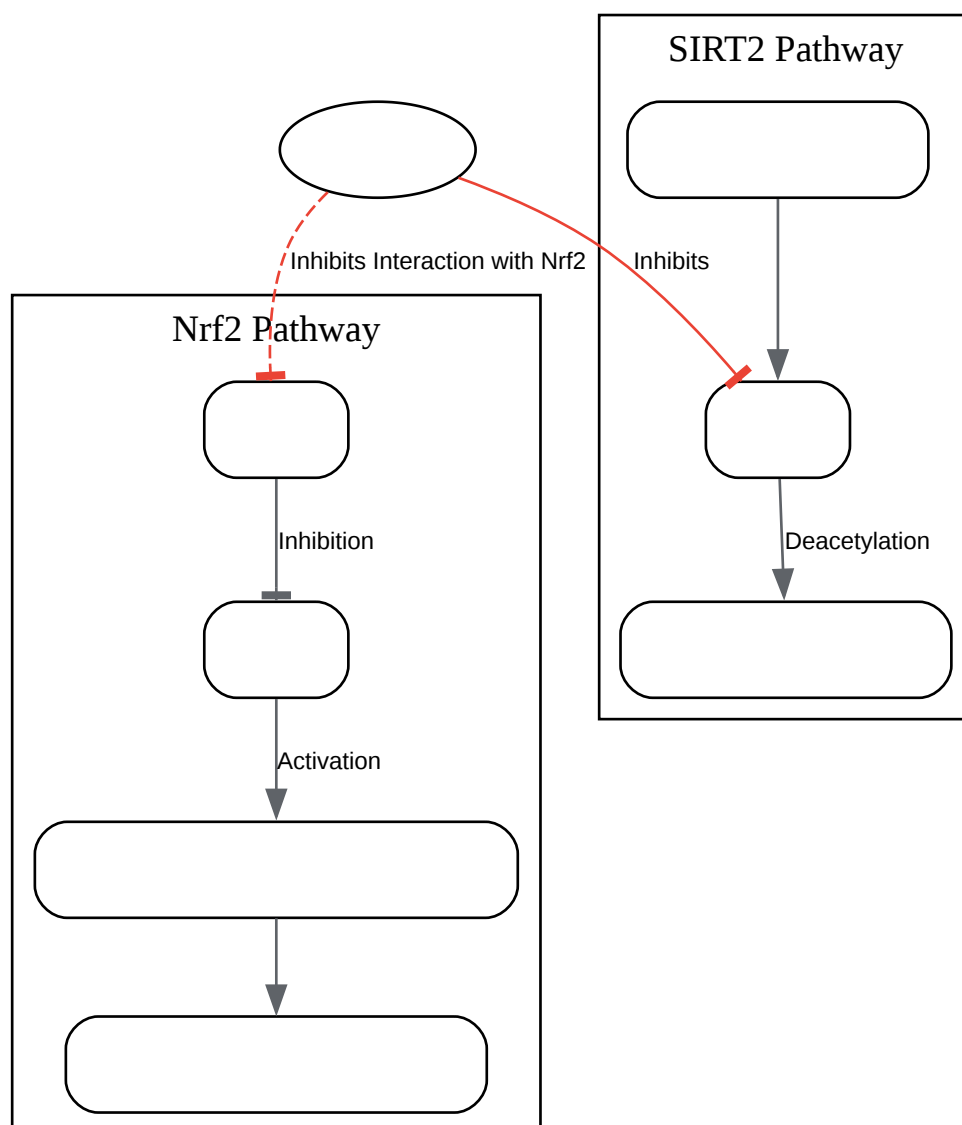 SIRT2 Pathway
Inhibits Interaction with Nrf2
Inhibits
Nrf2 Pathway
Inhibition
Deacetylation
Activation